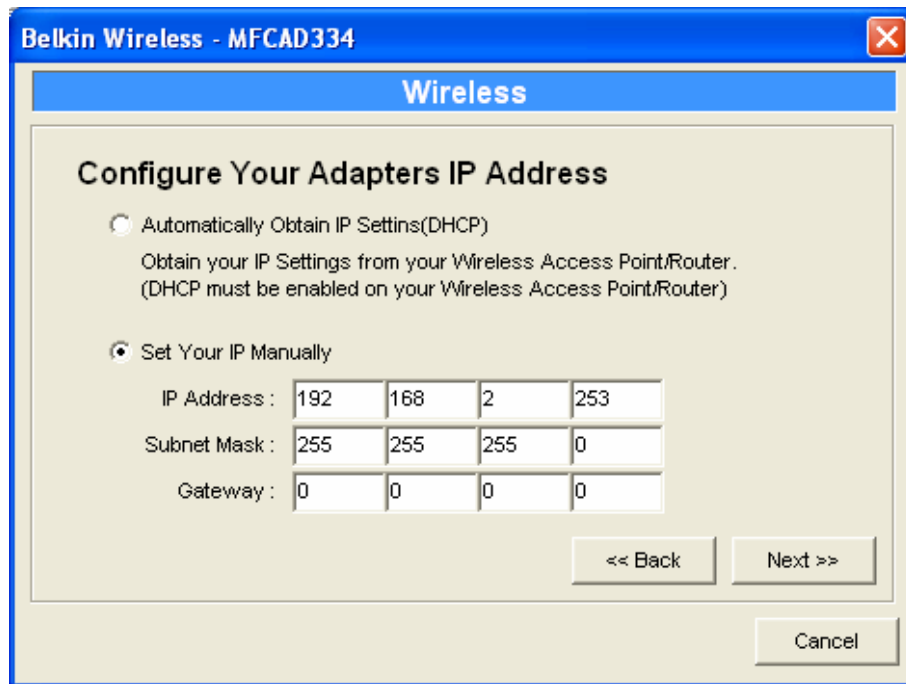 Belkin Wireless - MFCAD334
Wireless
Configure Your Adapters IP Address
Automatically Obtain IP Settins(DHCP)
Obtain your IP Settings from your Wireless Access Point/Router.
(DHCP must be enabled on your Wireless Access Point/Router)
Set Your IP Manually
IP Address : 192 168 2 253
Subnet Mask : 255 255 255 0
Gateway : 0 0 0 0
<< Back Next >>
Cancel